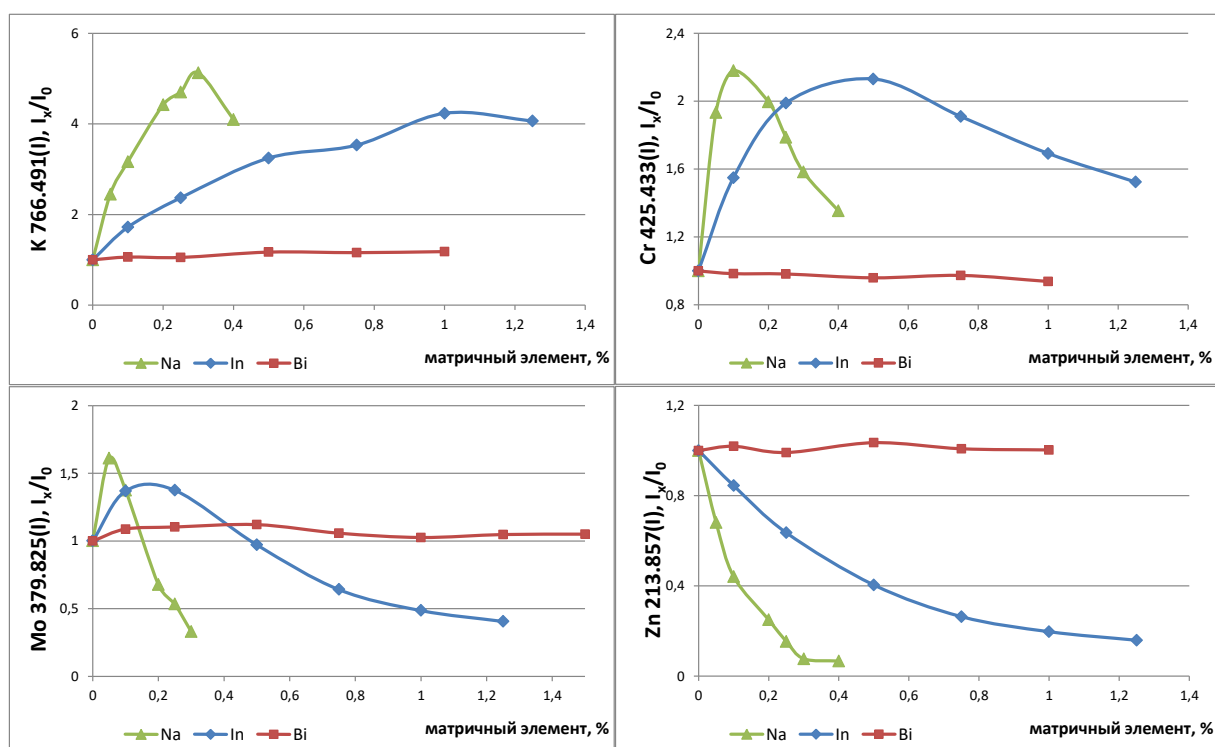 K 766.491(I), Ix/I0
6
4
2
0
0 0,2 0,4 0,6 0,8 1 1,2 1,4
Na In Bi
матричный элемент, %
Cr 425.433(I), Ix/I0
2,4
2
1,6
1,2
0,8
0 0,2 0,4 0,6 0,8 1 1,2 1,4
Na In Bi
матричный элемент, %
Mo 379.825(I), Ix/I0
2
1,5
1
0,5
0
0 0,2 0,4 0,6 0,8 1 1,2 1,4
Na In Bi
матричный элемент, %
Zn 213.857(I), Ix/I0
1,2
0,8
0,4
0
0 0,2 0,4 0,6 0,8 1 1,2 1,4
Na In Bi
матричный элемент, %